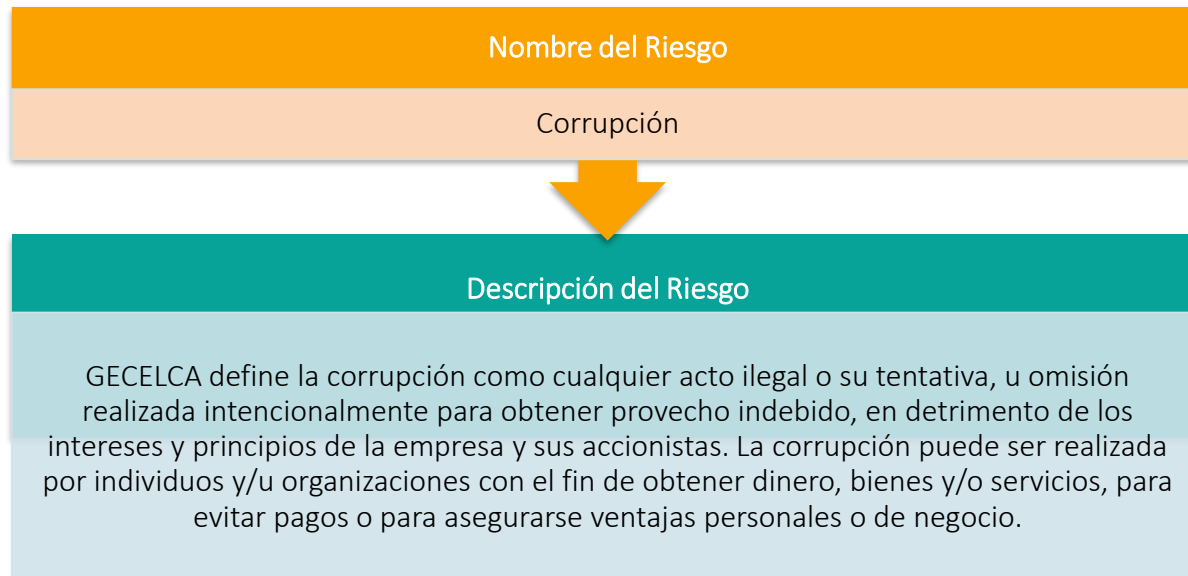 Nombre del Riesgo
Corrupción
Descripción del Riesgo
GECELCA define la corrupción como cualquier acto ilegal o su tentativa, u omisión
realizada intencionalmente para obtener provecho indebido, en detrimento de los
intereses y principios de la empresa y sus accionistas. La corrupción puede ser realizada
por individuos y/u organizaciones con el fin de obtener dinero, bienes y/o servicios, para
evitar pagos o para asegurarse ventajas personales o de negocio.